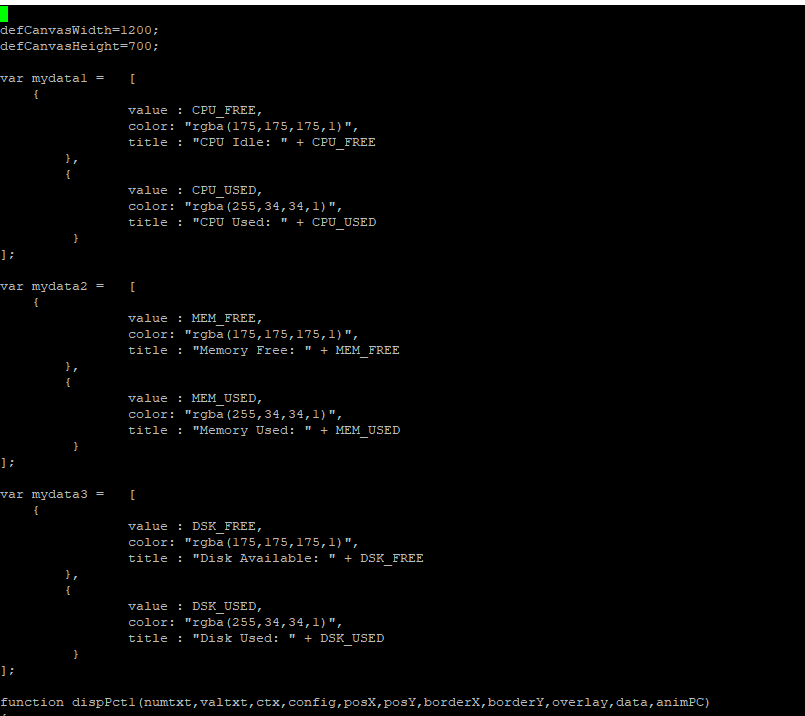 defCanvasWidth=1200;
defCanvasHeight=700;
var mydata1 =   [
    {
                value : CPU_FREE,
                color: "rgba(175,175,175,1)",
                title : "CPU Idle: " + CPU_FREE
        },
        {
                value : CPU_USED,
                color: "rgba(255,34,34,1)",
                title : "CPU Used: " + CPU_USED
         }
];
var mydata2 =   [
    {
                value : MEM_FREE,
                color: "rgba(175,175,175,1)",
                title : "Memory Free: " + MEM_FREE
        },
        {
                value : MEM_USED,
                color: "rgba(255,34,34,1)",
                title : "Memory Used: " + MEM_USED
         }
];
var mydata3 =   [
    {
                value : DSK_FREE,
                color: "rgba(175,175,175,1)",
                title : "Disk Available: " + DSK_FREE
        },
        {
                value : DSK_USED,
                color: "rgba(255,34,34,1)",
                title : "Disk Used: " + DSK_USED
         }
];
function dispPct1(numtxt,valtxt,ctx,config,posX,posY,borderX,borderY,overlay,data,animPC)